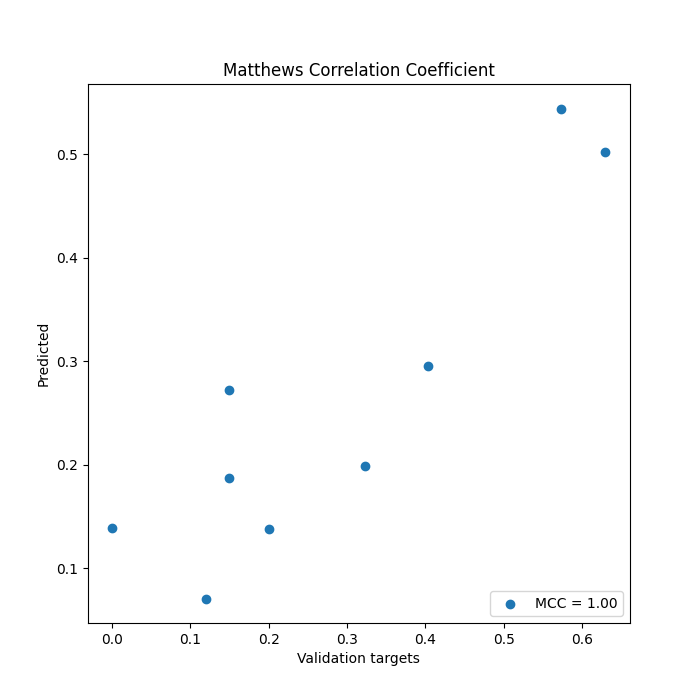 Matthews Correlation Coefficient
Predicted
0.5
0.4
0.3
0.2
0.1
MCC = 1.00
0.0 0.1 0.2 0.3 0.4 0.5 0.6
Validation targets